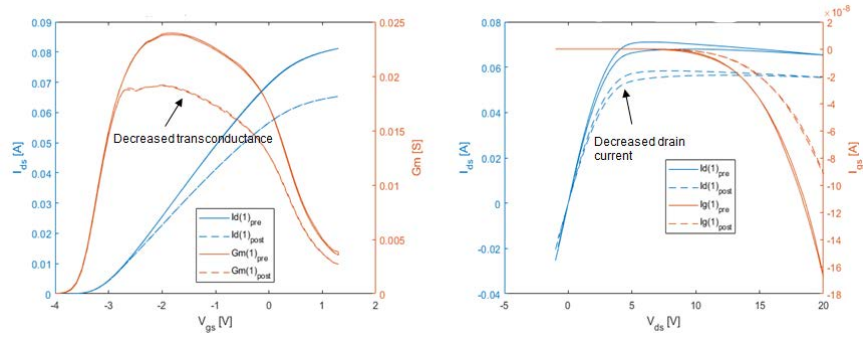 0.09
0.08
0.07
0.06
0.05
0.04
0.03
0.02
0.01
0
I_ds [A]
-4
-3
-2
-1
0
1
2
V_gs [V]
0.025
0.02
0.015
0.01
0.005
0
Gm [S]
Decreased transconductance
Id(1)_pre
Id(1)_post
Gm(1)_pre
Gm(1)_post
0.08
0.06
0.04
0.02
0
-0.02
-0.04
I_ds [A]
-5
0
5
10
15
20
V_ds [V]
×10^-8
2
0
-2
-4
-6
-8
-10
-12
-14
-16
-18
I_gs [A]
Decreased drain
current
Id(1)_pre
Id(1)_post
Ig(1)_pre
Ig(1)_post